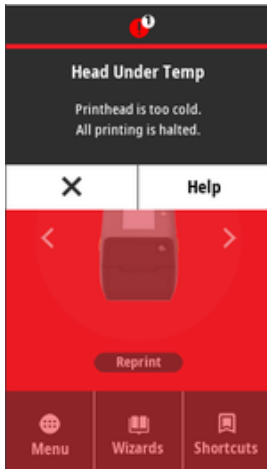 1
Head Under Temp
Printhead is too cold.
All printing is halted.
Help
Reprint
Menu
Wizards
Shortcuts